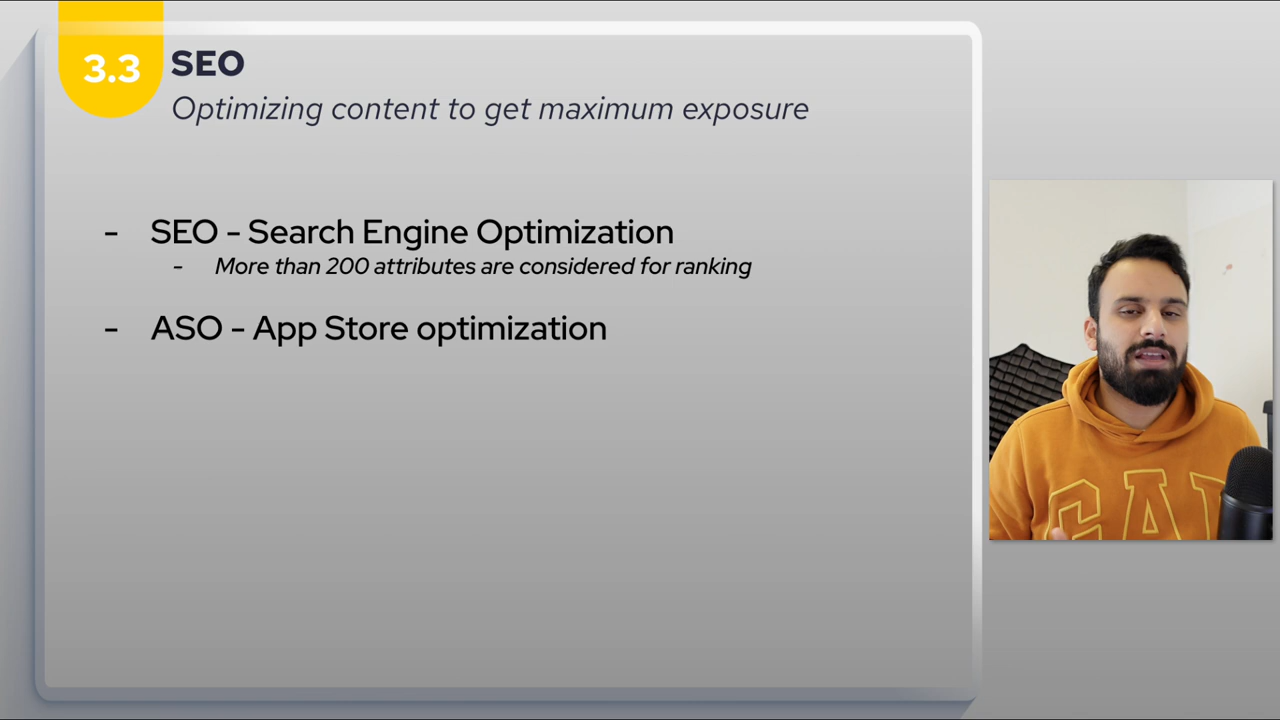 3.3
SEO
Optimizing content to get maximum exposure
- SEO - Search Engine Optimization
- More than 200 attributes are considered for ranking
- ASO - App Store optimization
GA